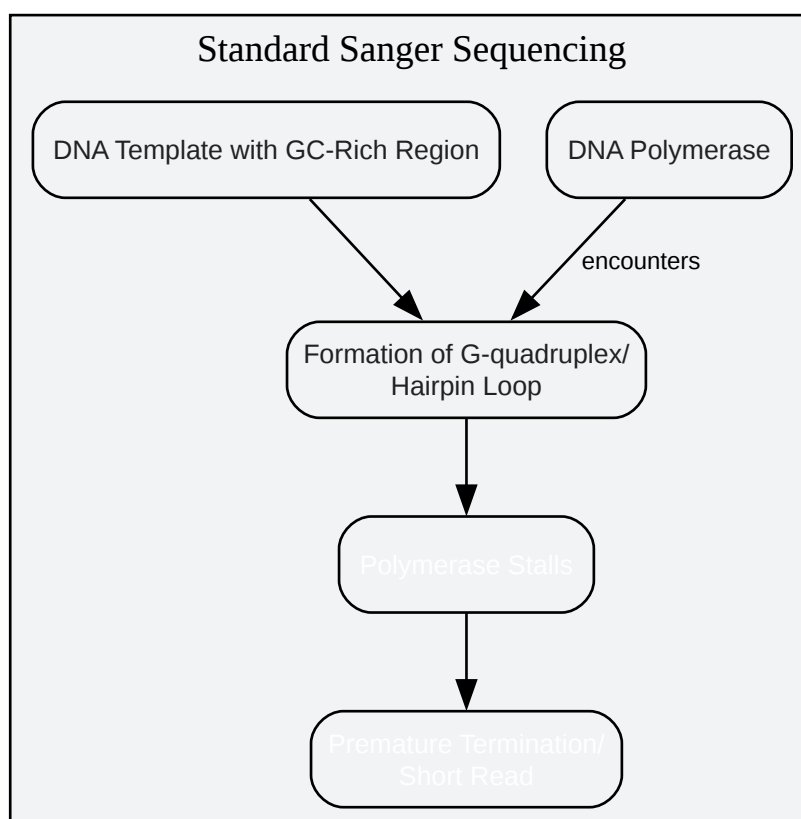 Standard Sanger Sequencing
DNA Template with GC-Rich Region
DNA Polymerase
encounters
Formation of G-quadruplex/
Hairpin Loop
Polymerase Stalls
Premature Termination/
Short Read